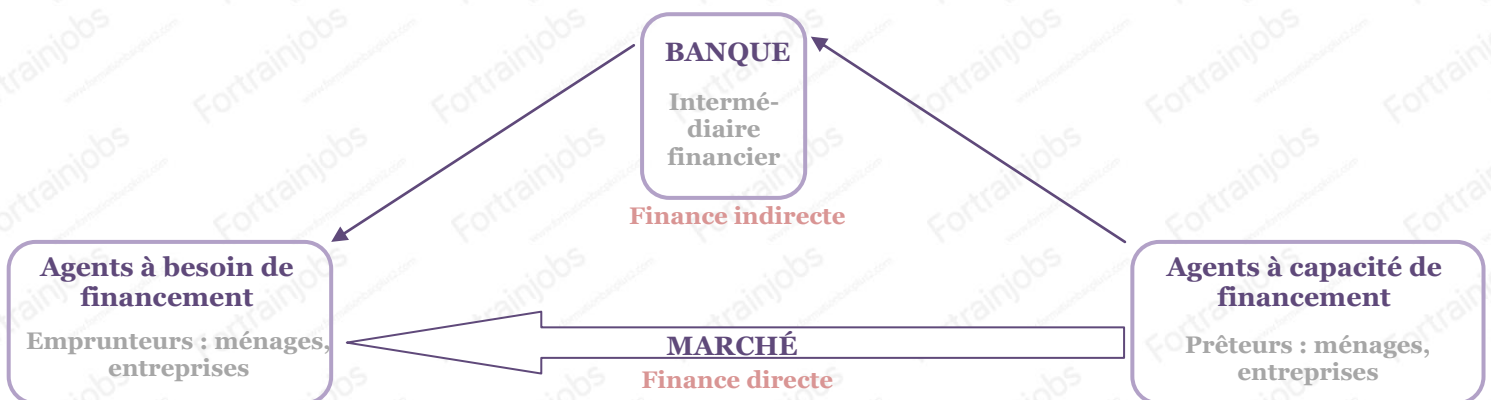 BANQUE
Intermé-
diaire
financier
Finance indirecte
Agents à besoin de
financement
Emprunteurs : ménages,
entreprises
MARCHÉ
Finance directe
Agents à capacité de
financement
Prêteurs : ménages,
entreprises
Fortrainjobs